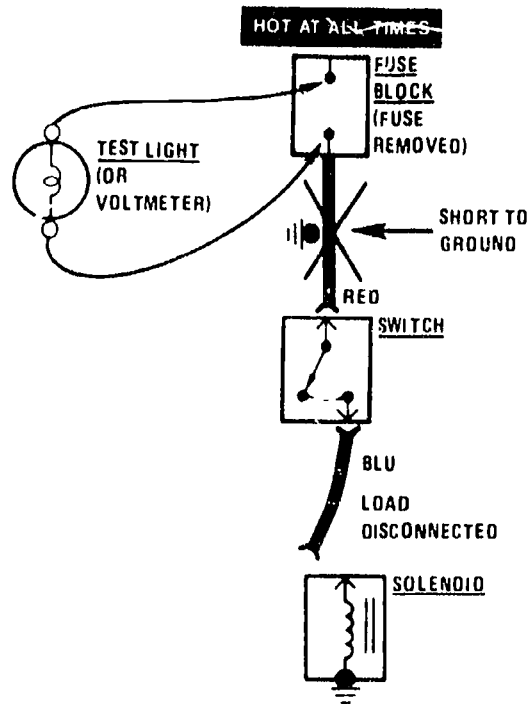 HOT AT ALL TIMES
FUSE
BLOCK
(FUSE
REMOVED)
TEST LIGHT
(OR
VOLTMETER)
SHORT TO
GROUND
RED
SWITCH
BLU
LOAD
DISCONNECTED
SOLENOID